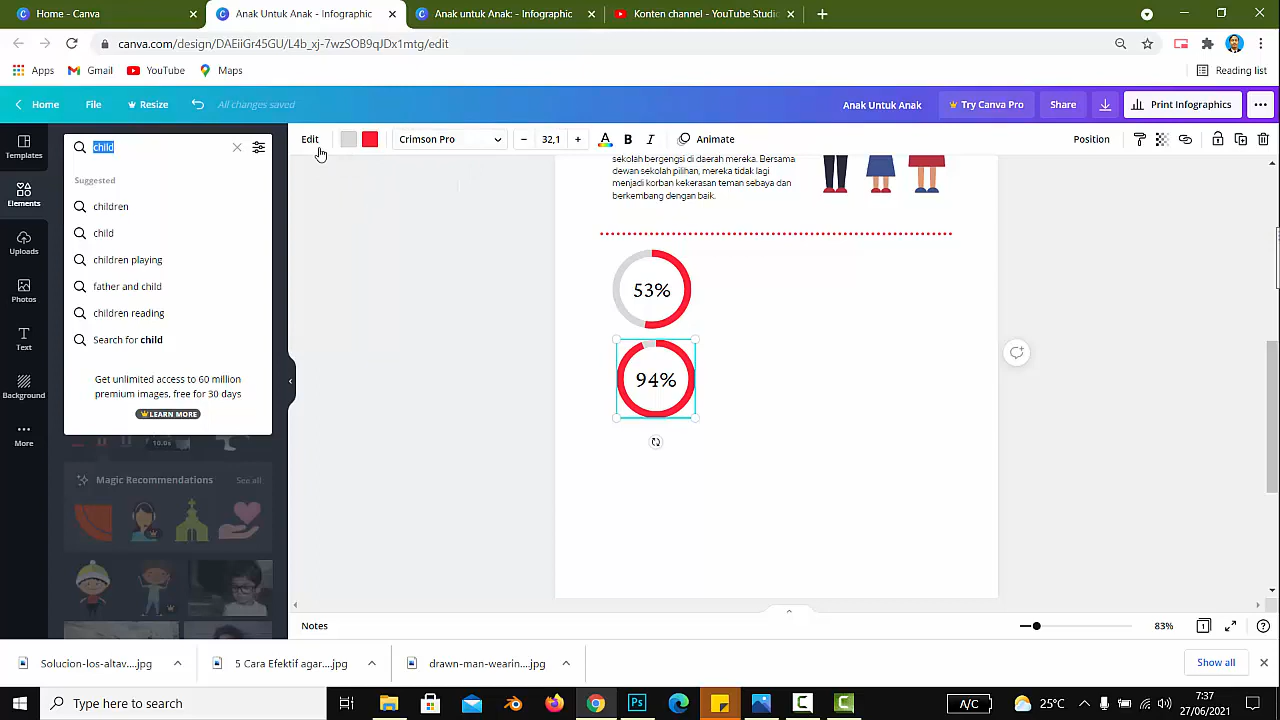 Home - Canva
Anak Untuk Anak - Infographic
Anak untuk Anak: - Infographic
Konten channel - YouTube Studio
canva.com/design/DAEiiGr45GU/L4b_xj-7wzSOB9qJDx1mtg/edit
Apps
Gmail
YouTube
Maps
Reading list
Home
File
Resize
All changes saved
Anak Untuk Anak
Try Canva Pro
Share
Print Infographics
Templates
Elements
Uploads
Photos
Text
Background
More
child
Suggested
children
child
children playing
father and child
children reading
Search for child
Get unlimited access to 60 million
premium images, free for 30 days
LEARN MORE
10.0s
Magic Recommendations
See all
Edit
Crimson Pro
32,1
A
B
I
Animate
Position
sekolah bergengsi di daerah mereka. Bersama
dewan sekolah pilihan, mereka tidak lagi
menjadi korban kekerasan teman sebaya dan
berkembang dengan baik.
53%
94%
Notes
83%
Solucion-los-altav....jpg
5 Cara Efektif agar....jpg
drawn-man-wearin....jpg
Show all
Type here to search
Ps
A/C
25°C
7:37
27/06/2021